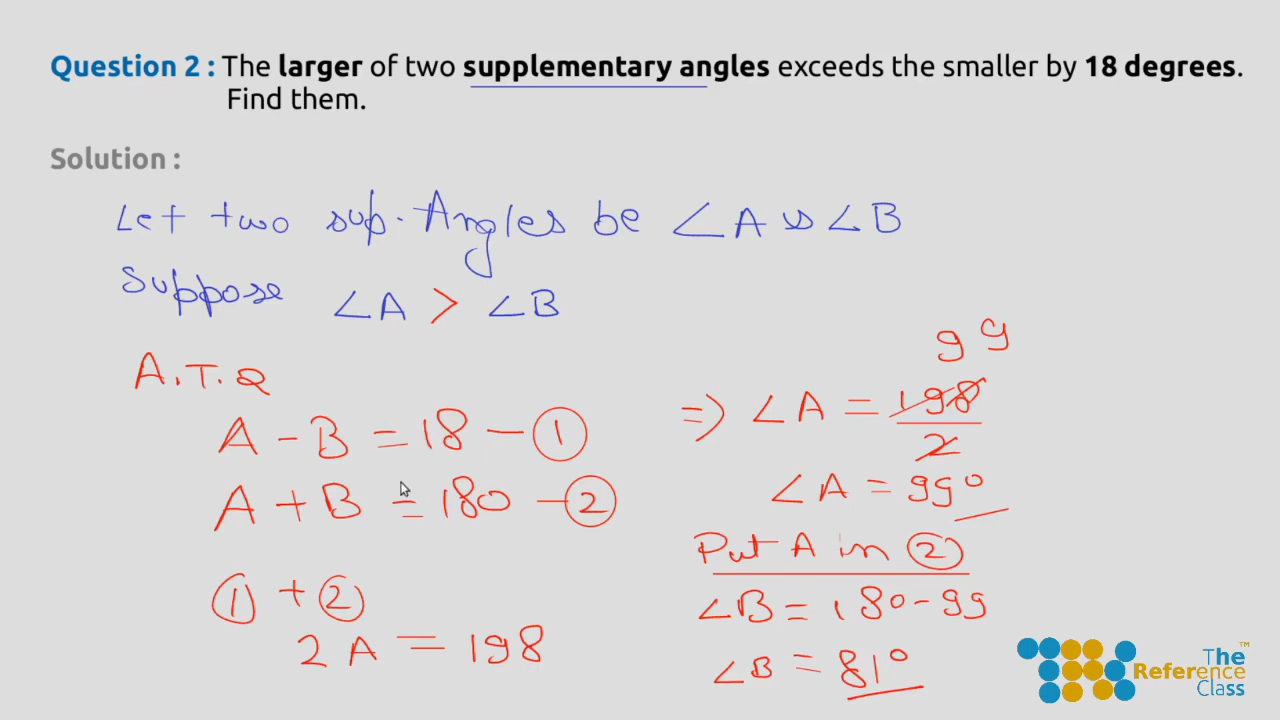 Question 2 : The larger of two supplementary angles exceeds the smaller by 18 degrees.
Find them.
Solution :
Let two sup. Angles be ∠A & ∠B
Suppose ∠A > ∠B
A.T.Q
A - B = 18 - ①
A + B = 180 - ②
① + ②
2A = 198
99
⇒ ∠A = 198
2
∠A = 99°
Put A in ②
∠B = 180 - 99
∠B = 81°
The
Reference
Class
TM